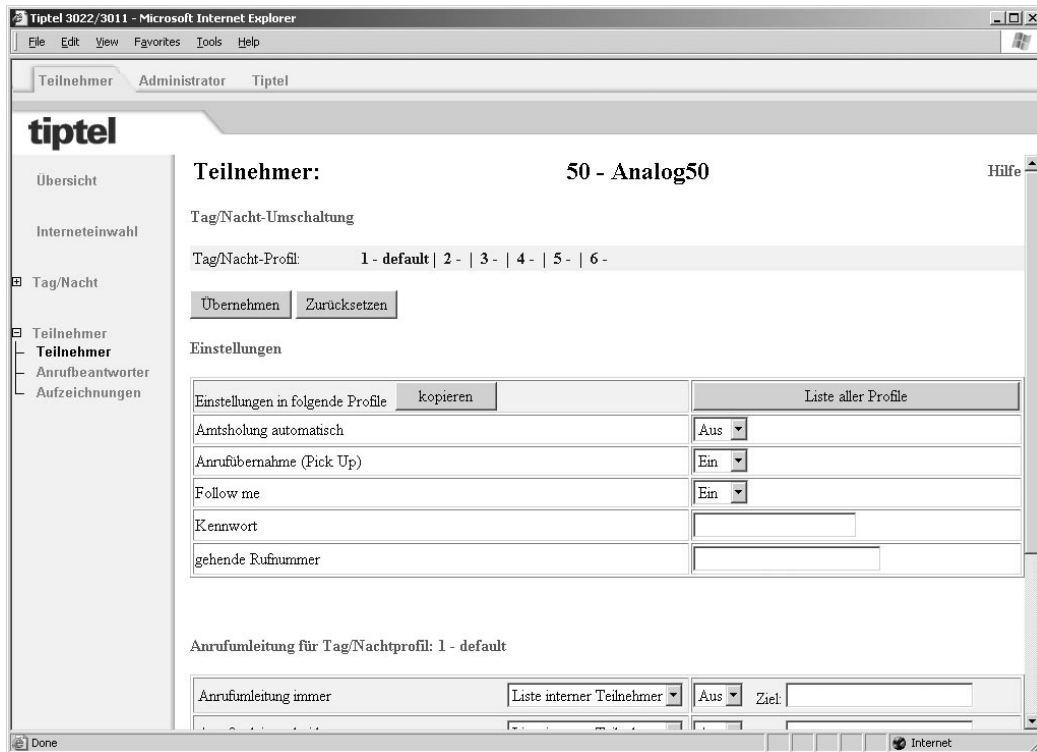 Tiptel 3022/3011 - Microsoft Internet Explorer
File Edit View Favorites Tools Help
Teilnehmer Administrator Tiptel
tiptel
Übersicht
Interneteinwahl
Tag/Nacht
Teilnehmer
Teilnehmer
Anrufbeantworter
Aufzeichnungen
Teilnehmer: 50 - Analog50 Hilfe
Tag/Nacht-Umschaltung
Tag/Nacht-Profil: 1 - default | 2 - | 3 - | 4 - | 5 - | 6 -
Übernehmen Zurücksetzen
Einstellungen
Einstellungen in folgende Profile kopieren Liste aller Profile
Amtsholung automatisch Aus
Anrufübernahme (Pick Up) Ein
Follow me Ein
Kennwort
gehende Rufnummer
Anrufumleitung für Tag/Nachtprofil: 1 - default
Anrufumleitung immer Liste interner Teilnehmer Aus Ziel:
Done Internet